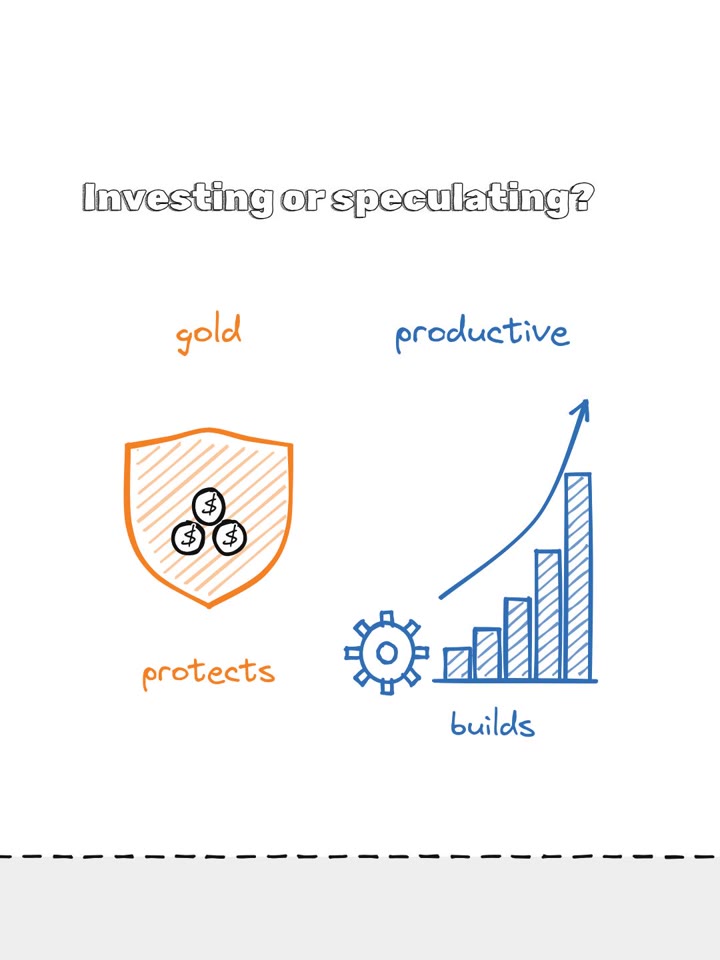 Investing or speculating?
gold
productive
$
$ $
protects
builds